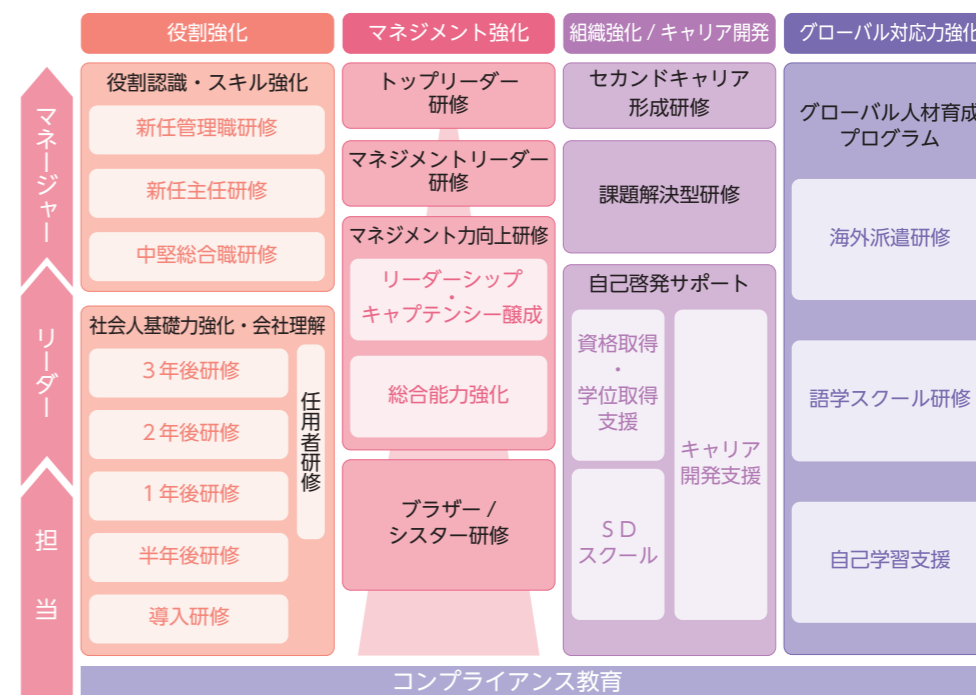 役割強化
マネジメント強化
組織強化 / キャリア開発
グローバル対応力強化
マネージャー
リーダー
担当
役割認識・スキル強化
新任管理職研修
新任主任研修
中堅総合職研修
社会人基礎力強化・会社理解
3年後研修
2年後研修
1年後研修
半年後研修
導入研修
任用者研修
トップリーダー
研修
マネジメントリーダー
研修
マネジメント力向上研修
リーダーシップ
・
キャプテンシー醸成
総合能力強化
ブラザー /
シスター研修
セカンドキャリア
形成研修
課題解決型研修
自己啓発サポート
資格取得
・
学位取得
支援
SD
スクール
キャリア
開発支援
グローバル人材育成
プログラム
海外派遣研修
語学スクール研修
自己学習支援
コンプライアンス教育